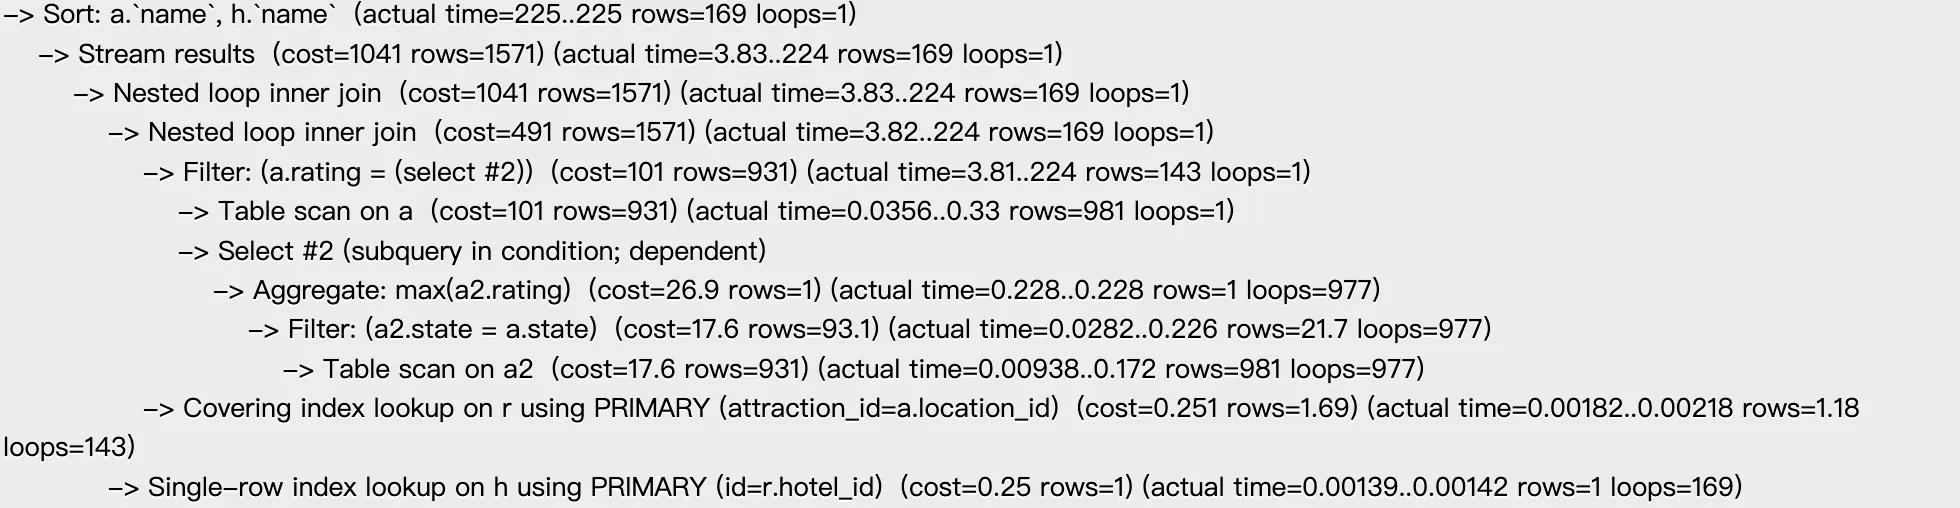 –> Sort: a.`name`, h.`name`  (actual time=225..225 rows=169 loops=1)
–> Stream results  (cost=1041 rows=1571) (actual time=3.83..224 rows=169 loops=1)
–> Nested loop inner join  (cost=1041 rows=1571) (actual time=3.83..224 rows=169 loops=1)
–> Nested loop inner join  (cost=491 rows=1571) (actual time=3.82..224 rows=169 loops=1)
–> Filter: (a.rating = (select #2))  (cost=101 rows=931) (actual time=3.81..224 rows=143 loops=1)
–> Table scan on a  (cost=101 rows=931) (actual time=0.0356..0.33 rows=981 loops=1)
–> Select #2 (subquery in condition; dependent)
–> Aggregate: max(a2.rating)  (cost=26.9 rows=1) (actual time=0.228..0.228 rows=1 loops=977)
–> Filter: (a2.state = a.state)  (cost=17.6 rows=93.1) (actual time=0.0282..0.226 rows=21.7 loops=977)
–> Table scan on a2  (cost=17.6 rows=931) (actual time=0.00938..0.172 rows=981 loops=977)
–> Covering index lookup on r using PRIMARY (attraction_id=a.location_id)  (cost=0.251 rows=1.69) (actual time=0.00182..0.00218 rows=1.18
loops=143)
–> Single–row index lookup on h using PRIMARY (id=r.hotel_id)  (cost=0.25 rows=1) (actual time=0.00139..0.00142 rows=1 loops=169)